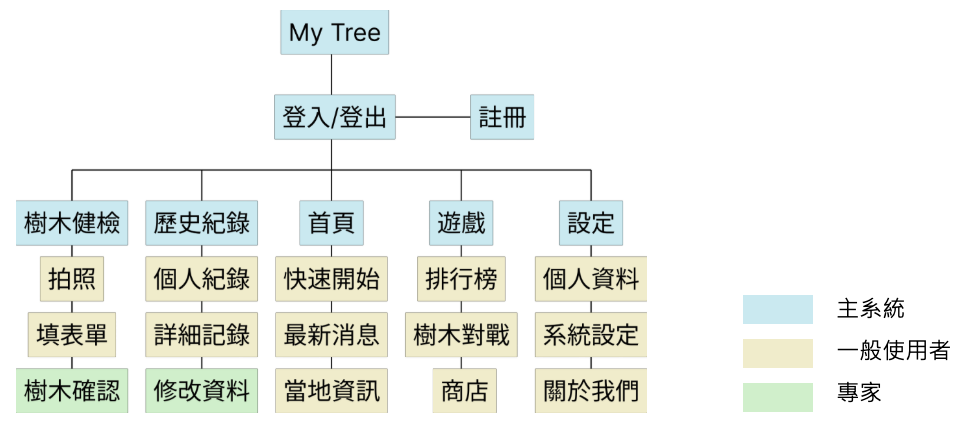 My Tree
登入/登出
註冊
樹木健檢
歷史紀錄
首頁
遊戲
設定
拍照
個人紀錄
快速開始
排行榜
個人資料
填表單
詳細記錄
最新消息
樹木對戰
系統設定
樹木確認
修改資料
當地資訊
商店
關於我們
主系統
一般使用者
專家